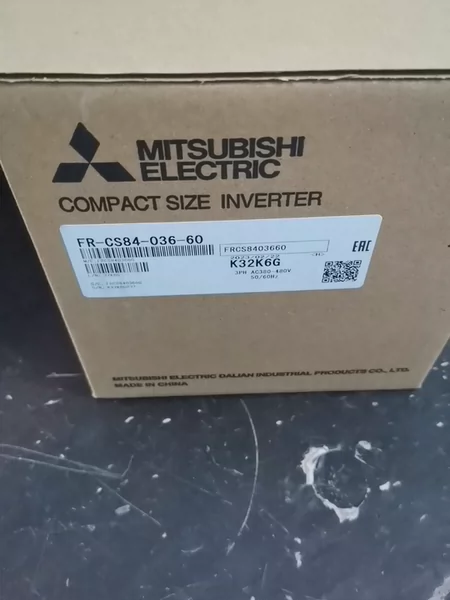 MITSUBISHI
ELECTRIC
COMPACT SIZE INVERTER
FR-CS84-036-60
FRCS8403660
EAC
K32K6G
3PH AC380-480V
50/60Hz
MITSUBISHI ELECTRIC DALIAN INDUSTRIAL PRODUCTS CO., LTD.
MADE IN CHINA